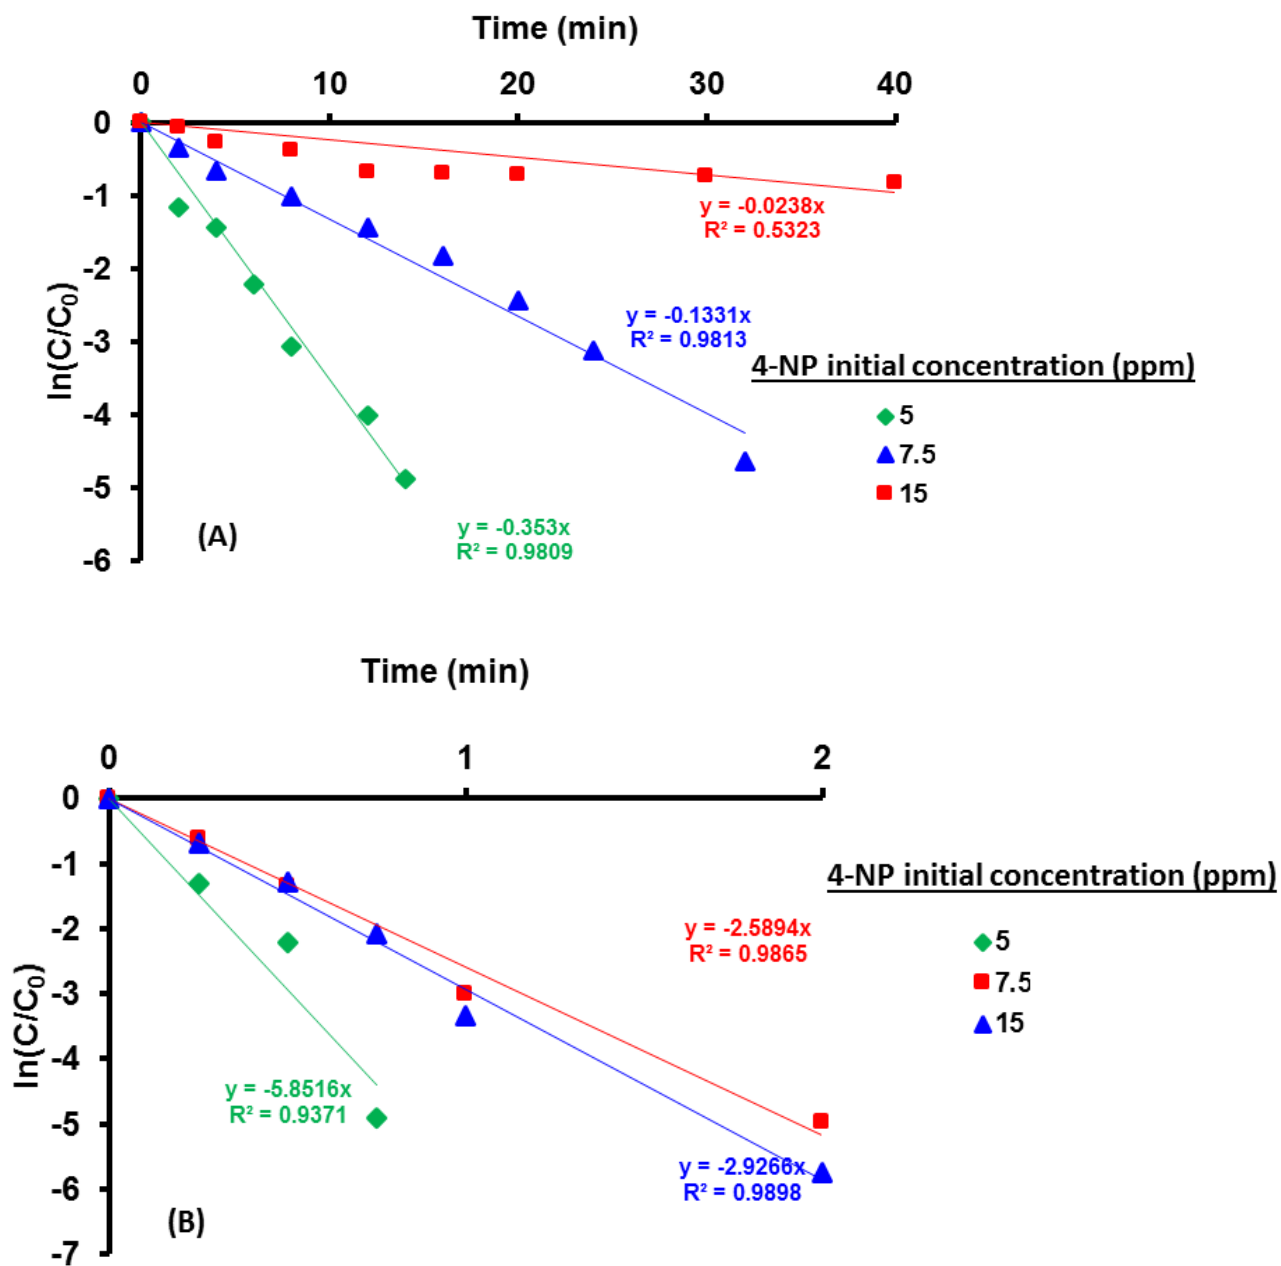 Time (min)
0 10 20 30 40
0
-1
-2
-3
-4
-5
-6
ln(C/C₀)
y = -0.0238x
R² = 0.5323
y = -0.1331x
R² = 0.9813
y = -0.353x
R² = 0.9809
4-NP initial concentration (ppm)
5
7.5
15
(A)
Time (min)
0 1 2
0
-1
-2
-3
-4
-5
-6
-7
ln(C/C₀)
y = -2.5894x
R² = 0.9865
y = -5.8516x
R² = 0.9371
y = -2.9266x
R² = 0.9898
4-NP initial concentration (ppm)
5
7.5
15
(B)